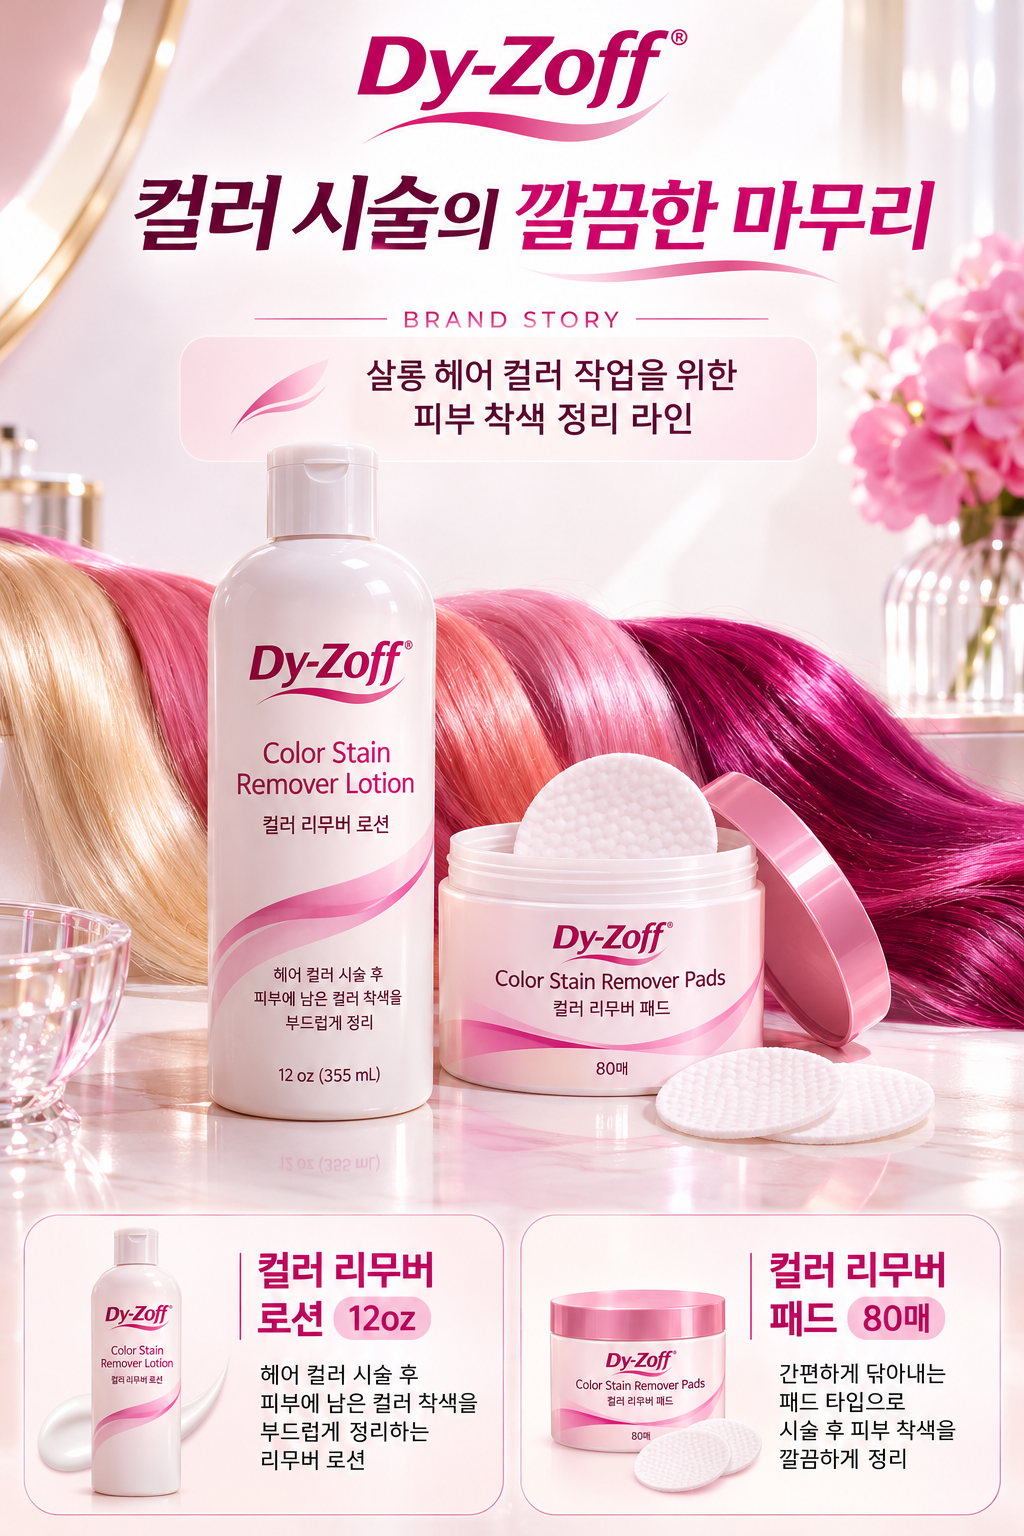 Dy-Zoff®
컬러 시술의 깔끔한 마무리
BRAND STORY
살롱 헤어 컬러 작업을 위한
피부 착색 정리 라인
Dy-Zoff®
Color Stain
Remover Lotion
컬러 리무버 로션
헤어 컬러 시술 후
피부에 남은 컬러 착색을
부드럽게 정리
12 oz (355 mL)
Dy-Zoff®
Color Stain Remover Pads
컬러 리무버 패드
80매
12 oz (355 mL)
Dy-Zoff®
Color Stain
Remover Lotion
컬러 리무버 로션
컬러 리무버
로션 12oz
헤어 컬러 시술 후
피부에 남은 컬러 착색을
부드럽게 정리하는
리무버 로션
Dy-Zoff®
Color Stain Remover Pads
컬러 리무버 패드
80매
컬러 리무버
패드 80매
간편하게 닦아내는
패드 타입으로
시술 후 피부 착색을
깔끔하게 정리